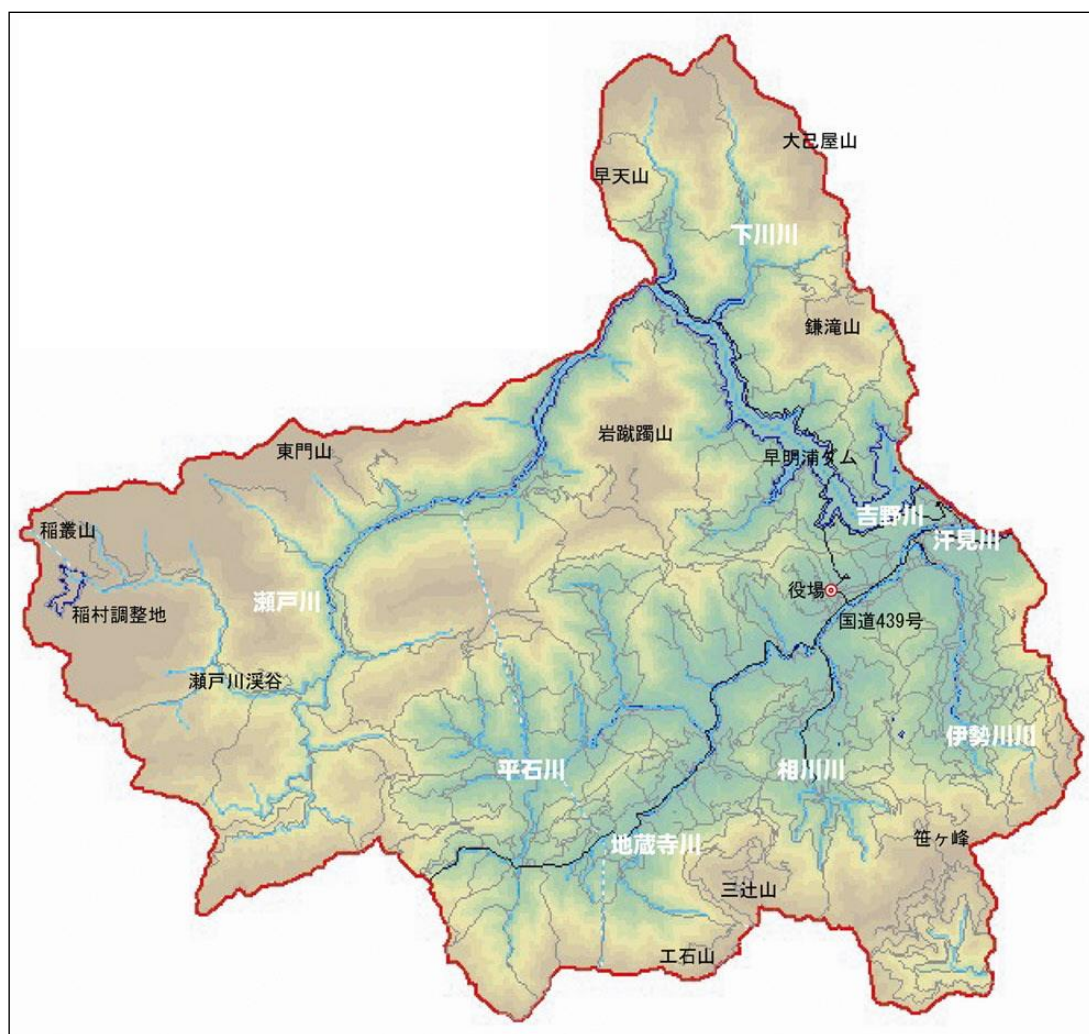 大己屋山
早天山
下川川
鎌滝山
岩躑躅山
東門山
早明浦ダム
吉野川
稲叢山
汗見川
役場
瀬戸川
稲村調整地
国道439号
瀬戸川渓谷
伊勢川川
平石川
相川川
地蔵寺川
笹ヶ峰
三辻山
工石山